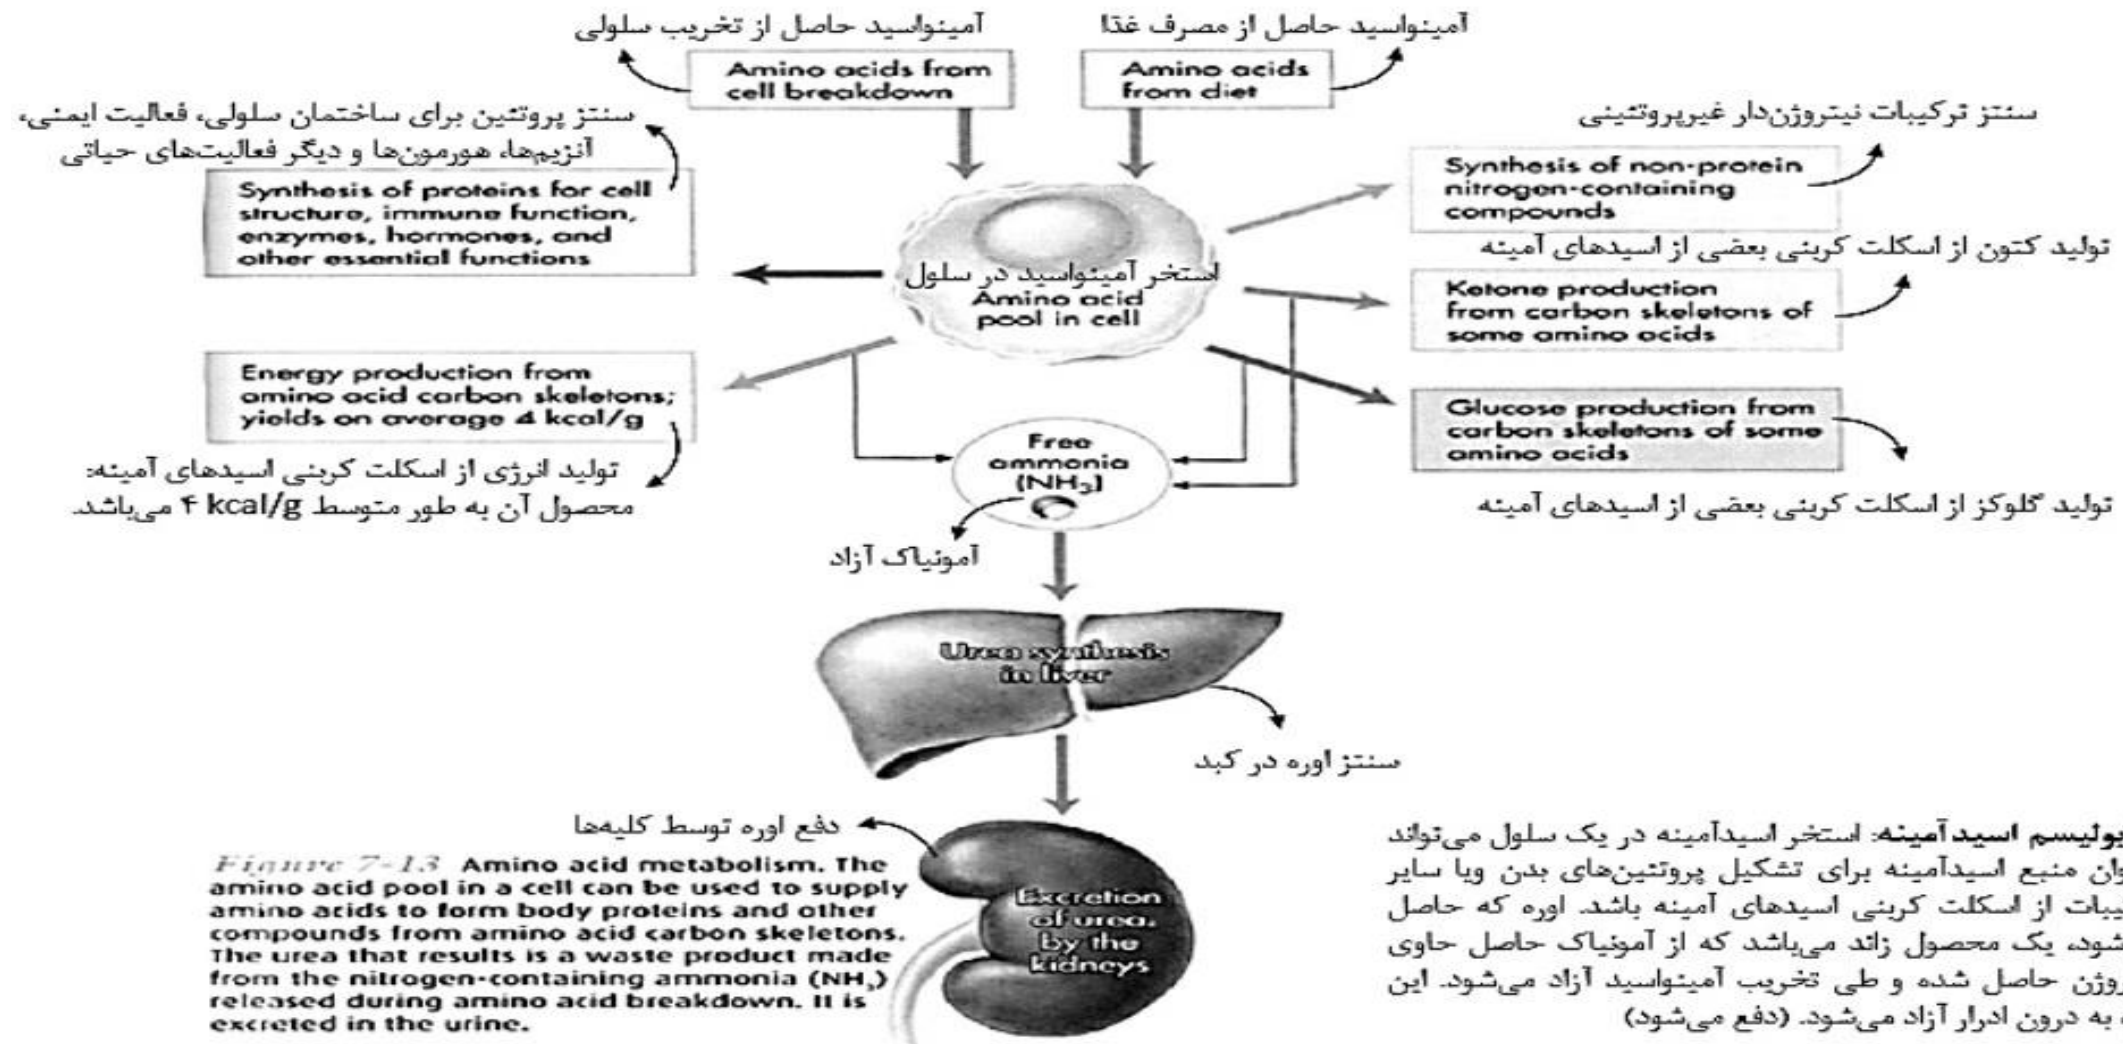 آمینواسید حاصل از تخریب سلولی
آمینواسید حاصل از مصرف غذا
Amino acids from
cell breakdown
Amino acids
from diet
سنتز پروتئین برای ساختمان سلولی، فعالیت ایمنی،
آنزیم‌ها، هورمون‌ها و دیگر فعالیت‌های حیاتی
Synthesis of proteins for cell
structure, immune function,
enzymes, hormones, and
other essential functions
سنتز ترکیبات نیتروژن‌دار غیرپروتئینی
Synthesis of non-protein
nitrogen-containing
compounds
تولید کتون از اسکلت کربنی بعضی از اسیدهای آمینه
استخر آمینواسید در سلول
Amino acid
pool in cell
Ketone production
from carbon skeletons of
some amino acids
Energy production from
amino acid carbon skeletons;
yields on average 4 kcal/g
تولید انرژی از اسکلت کربنی اسیدهای آمینه:
محصول آن به طور متوسط ۴ kcal/g می‌باشد.
Glucose production from
carbon skeletons of some
amino acids
تولید گلوکز از اسکلت کربنی بعضی از اسیدهای آمینه
Free
ammonia
(NH₃)
آمونیاک آزاد
Urea synthesis
in liver
سنتز اوره در کبد
دفع اوره توسط کلیه‌ها
Excretion
of urea.
by the
kidneys
Figure 7-13 Amino acid metabolism. The
amino acid pool in a cell can be used to supply
amino acids to form body proteins and other
compounds from amino acid carbon skeletons.
The urea that results is a waste product made
from the nitrogen-containing ammonia (NH₃)
released during amino acid breakdown. It is
excreted in the urine.
اسیدآمینه: استخر اسیدآمینه در یک سلول می‌تواند
منبع اسیدآمینه برای تشکیل پروتئین‌های بدن ویا سایر
از اسکلت کربنی اسیدهای آمینه باشد. اوره که حاصل
یک محصول زائد می‌باشد که از آمونیاک حاصل حاوی
حاصل شده و طی تخریب آمینواسید آزاد می‌شود. این
به درون ادرار آزاد می‌شود. (دفع می‌شود)